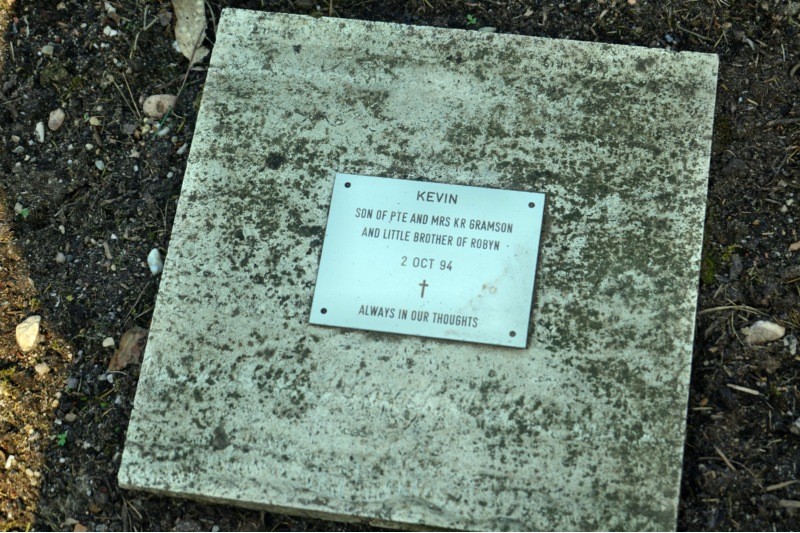 KEVIN
SON OF PTE AND MRS KR GRAMSON
AND LITTLE BROTHER OF ROBYN
2 OCT 94
ALWAYS IN OUR THOUGHTS